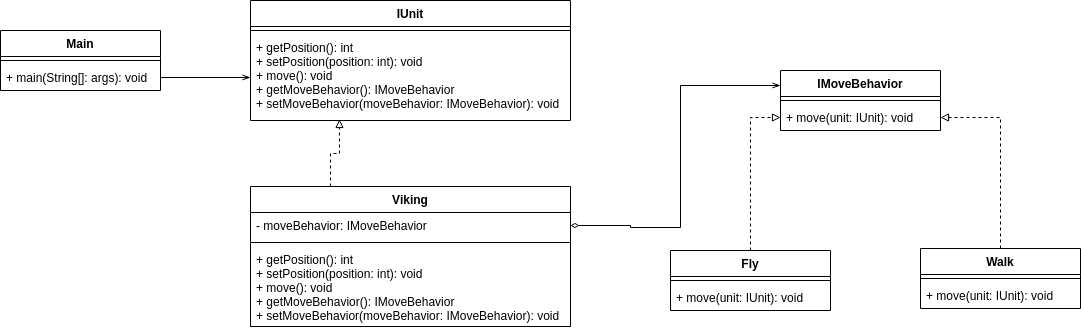 Main
+ main(String[]: args): void
IUnit
+ getPosition(): int
+ setPosition(position: int): void
+ move(): void
+ getMoveBehavior(): IMoveBehavior
+ setMoveBehavior(moveBehavior: IMoveBehavior): void
IMoveBehavior
+ move(unit: IUnit): void
Viking
- moveBehavior: IMoveBehavior
+ getPosition(): int
+ setPosition(position: int): void
+ move(): void
+ getMoveBehavior(): IMoveBehavior
+ setMoveBehavior(moveBehavior: IMoveBehavior): void
Fly
+ move(unit: IUnit): void
Walk
+ move(unit: IUnit): void